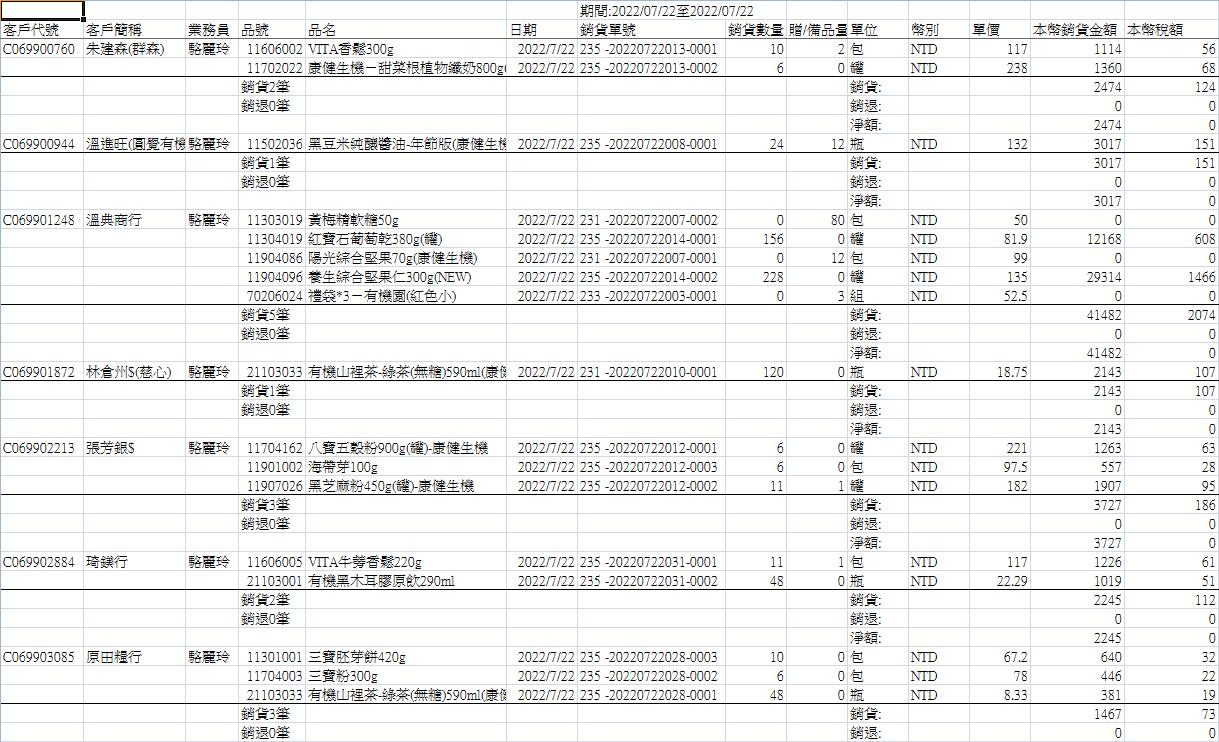 期間:2022/07/22至2022/07/22
客戶代號 客戶簡稱 業務員 品號 品名 日期 銷貨單號 銷貨數量 贈/備品量 單位 幣別 單價 本幣銷貨金額 本幣稅額
C069900760 朱建森(群森) 駱麗玲 11606002 VITA香鬆300g 2022/7/22 235 -20220722013-0001 10 2 包 NTD 117 1114 56
11702022 康健生機－甜菜根植物纖奶800g( 2022/7/22 235 -20220722013-0002 6 0 罐 NTD 238 1360 68
銷貨2筆 銷貨: 2474 124
銷退0筆 銷退: 0 0
淨額: 2474 0
C069900944 溫進旺(圓覺有機 駱麗玲 11502036 黑豆米純釀醬油-年節版(康健生機 2022/7/22 235 -20220722008-0001 24 12 瓶 NTD 132 3017 151
銷貨1筆 銷貨: 3017 151
銷退0筆 銷退: 0 0
淨額: 3017 0
C069901248 溫典商行 駱麗玲 11303019 黃梅精軟糖50g 2022/7/22 231 -20220722007-0002 0 80 包 NTD 50 0 0
11304019 紅寶石葡萄乾380g(罐) 2022/7/22 235 -20220722014-0001 156 0 罐 NTD 81.9 12168 608
11904086 陽光綜合堅果70g(康健生機) 2022/7/22 231 -20220722007-0001 0 12 包 NTD 99 0 0
11904096 養生綜合堅果仁300g(NEW) 2022/7/22 235 -20220722014-0002 228 0 罐 NTD 135 29314 1466
70206024 禮袋*3－有機園(紅色小) 2022/7/22 233 -20220722003-0001 0 3 組 NTD 52.5 0 0
銷貨5筆 銷貨: 41482 2074
銷退0筆 銷退: 0 0
淨額: 41482 0
C069901872 林倉州$(慈心) 駱麗玲 21103033 有機山裡茶-綠茶(無糖)590ml(康健 2022/7/22 231 -20220722010-0001 120 0 瓶 NTD 18.75 2143 107
銷貨1筆 銷貨: 2143 107
銷退0筆 銷退: 0 0
淨額: 2143 0
C069902213 張芳銀$ 駱麗玲 11704162 八寶五穀粉900g(罐)-康健生機 2022/7/22 235 -20220722012-0001 6 0 罐 NTD 221 1263 63
11901002 海帶芽100g 2022/7/22 235 -20220722012-0003 6 0 包 NTD 97.5 557 28
11907026 黑芝麻粉450g(罐)-康健生機 2022/7/22 235 -20220722012-0002 11 1 罐 NTD 182 1907 95
銷貨3筆 銷貨: 3727 186
銷退0筆 銷退: 0 0
淨額: 3727 0
C069902884 琦鎂行 駱麗玲 11606005 VITA牛蒡香鬆220g 2022/7/22 235 -20220722031-0001 11 1 包 NTD 117 1226 61
21103001 有機黑木耳膠原飲290ml 2022/7/22 235 -20220722031-0002 48 0 瓶 NTD 22.29 1019 51
銷貨2筆 銷貨: 2245 112
銷退0筆 銷退: 0 0
淨額: 2245 0
C069903085 原田糧行 駱麗玲 11301001 三寶胚芽餅420g 2022/7/22 235 -20220722028-0003 10 0 包 NTD 67.2 640 32
11704003 三寶粉300g 2022/7/22 235 -20220722028-0002 6 0 包 NTD 78 446 22
21103033 有機山裡茶-綠茶(無糖)590ml(康健 2022/7/22 235 -20220722028-0001 48 0 瓶 NTD 8.33 381 19
銷貨3筆 銷貨: 1467 73
銷退0筆 銷退: 0 0